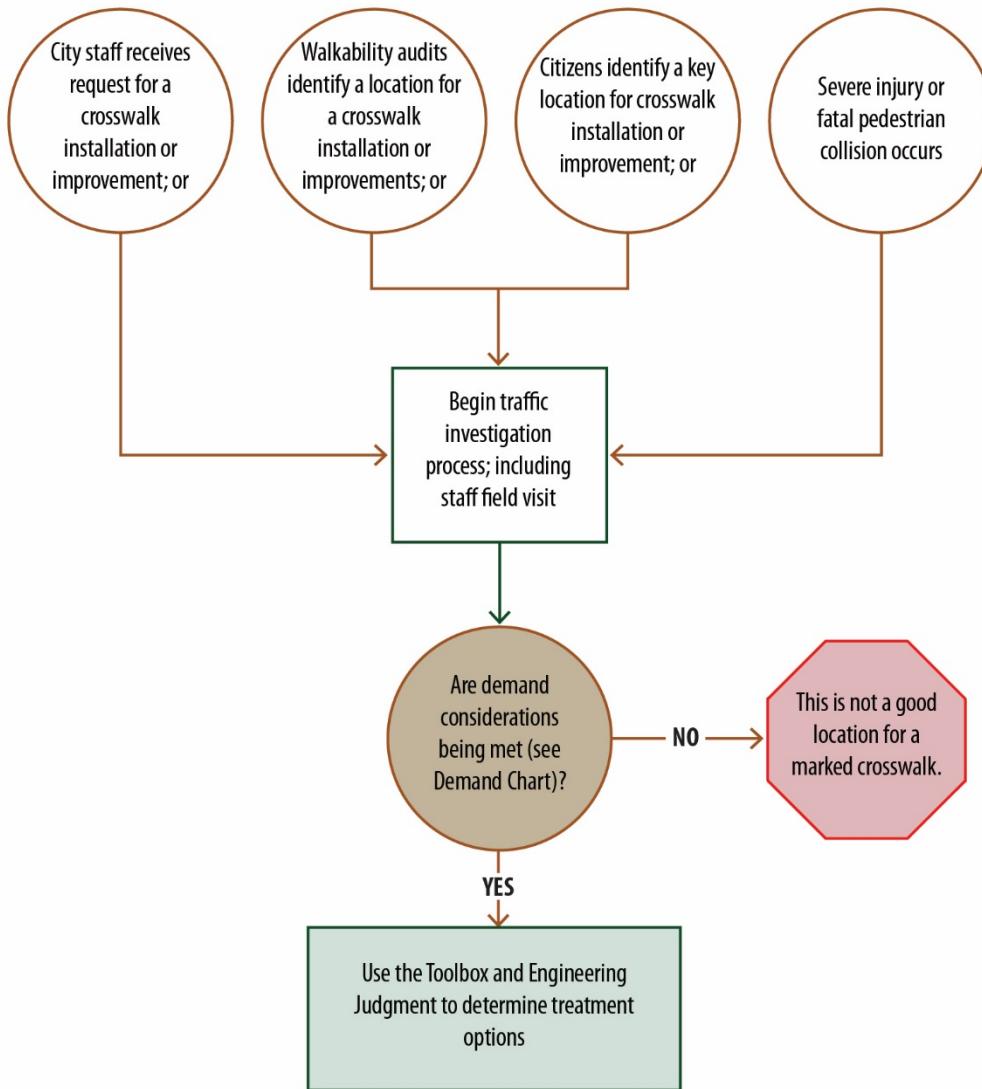 City staff receives
request for a
crosswalk
installation or
improvement; or
Walkability audits
identify a location for
a crosswalk
installation or
improvements; or
Citizens identify a key
location for crosswalk
installation or
improvement; or
Severe injury or
fatal pedestrian
collision occurs
Begin traffic
investigation
process; including
staff field visit
Are demand
considerations
being met (see
Demand Chart)?
NO
This is not a good
location for a
marked crosswalk.
YES
Use the Toolbox and Engineering
Judgment to determine treatment
options